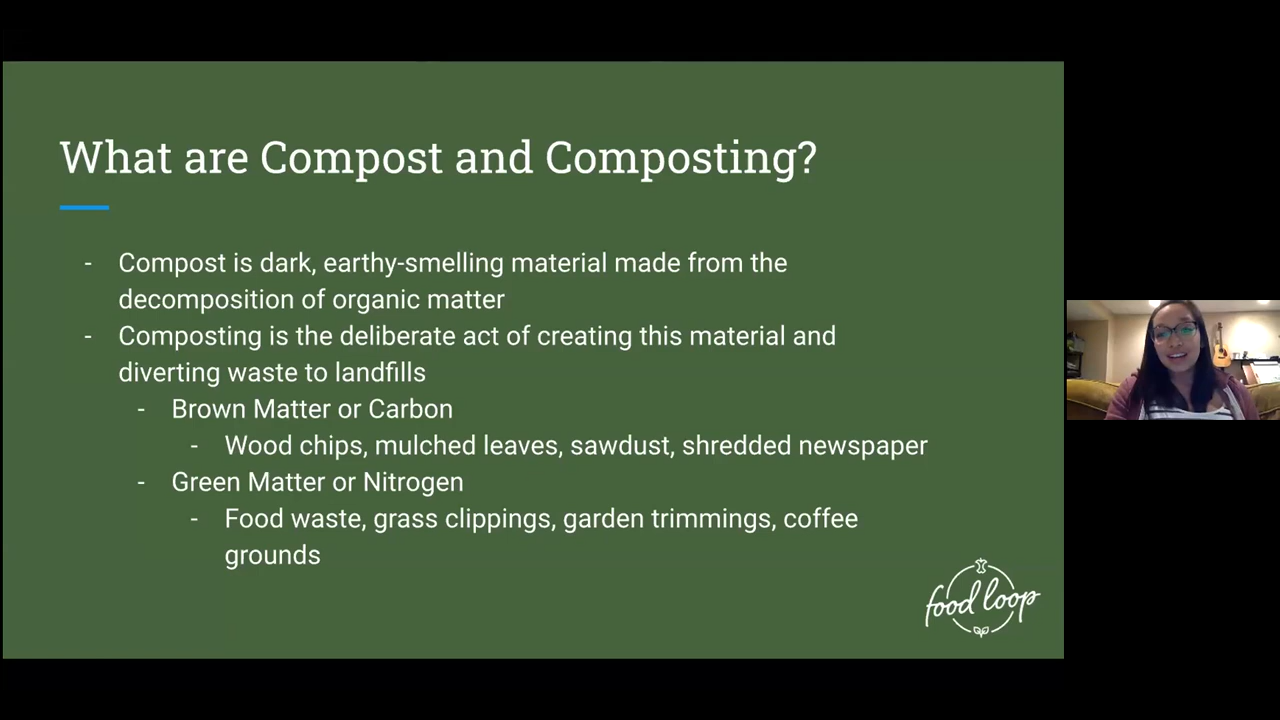 What are Compost and Composting?
- Compost is dark, earthy-smelling material made from the
decomposition of organic matter
- Composting is the deliberate act of creating this material and
diverting waste to landfills
- Brown Matter or Carbon
- Wood chips, mulched leaves, sawdust, shredded newspaper
- Green Matter or Nitrogen
- Food waste, grass clippings, garden trimmings, coffee
grounds
food loop